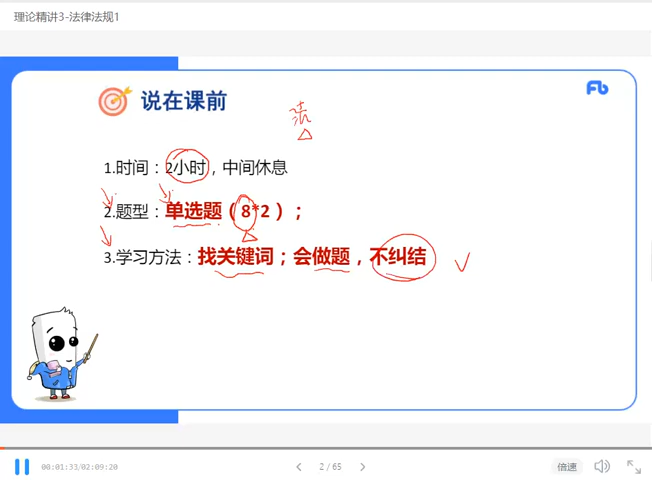 理论精讲3-法律法规1
说在课前
Fb
1.时间：2小时，中间休息
2.题型：单选题（8*2）；
3.学习方法：找关键词；会做题，不纠结
00:01:33/02:09:20
2 / 65
倍速